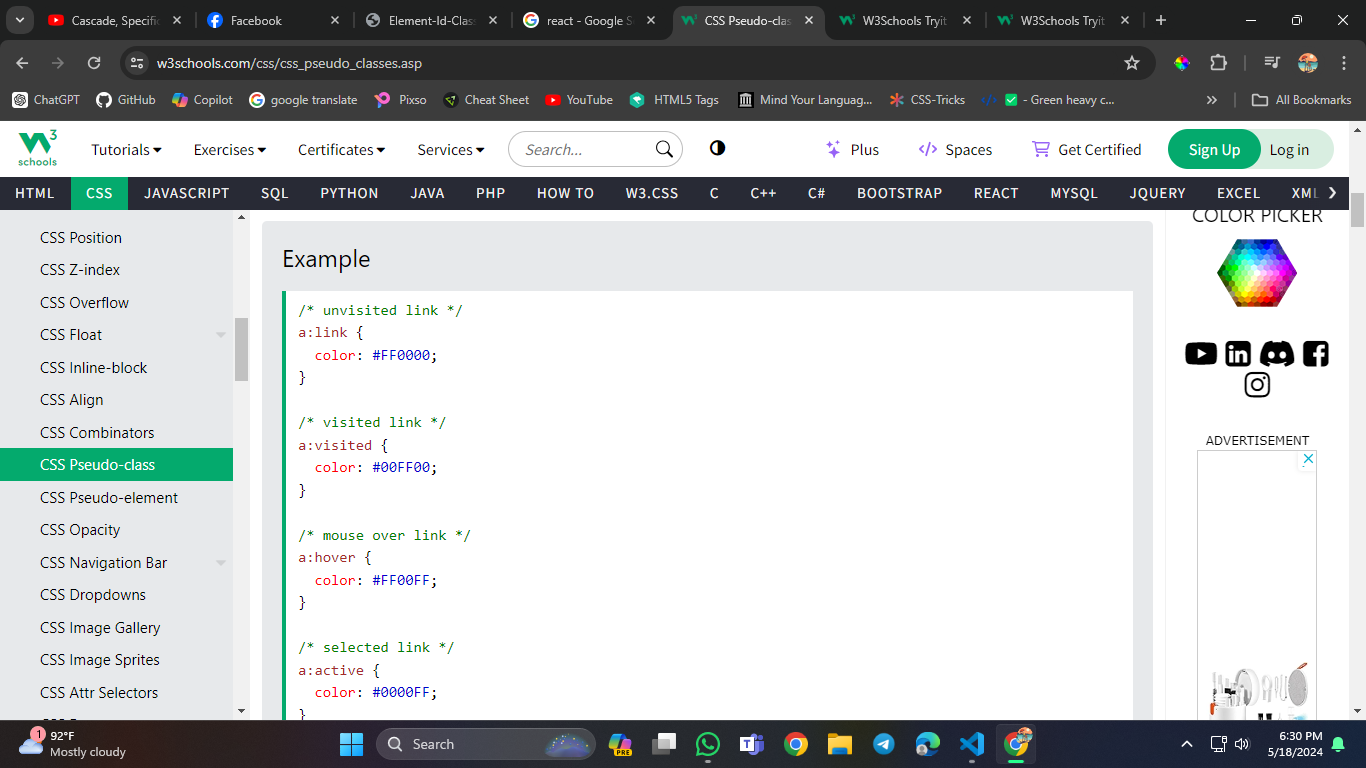 Cascade, Specific
Facebook
Element-Id-Clas
react - Google S
CSS Pseudo-clas
W3Schools Tryit
W3Schools Tryit
w3schools.com/css/css_pseudo_classes.asp
ChatGPT
GitHub
Copilot
google translate
Pixso
Cheat Sheet
YouTube
HTML5 Tags
Mind Your Languag...
CSS-Tricks
- Green heavy c...
All Bookmarks
W3
schools
Tutorials
Exercises
Certificates
Services
Search...
Plus
Spaces
Get Certified
Sign Up
Log in
HTML
CSS
JAVASCRIPT
SQL
PYTHON
JAVA
PHP
HOW TO
W3.CSS
C
C++
C#
BOOTSTRAP
REACT
MYSQL
JQUERY
EXCEL
XML
CSS Position
CSS Z-index
CSS Overflow
CSS Float
CSS Inline-block
CSS Align
CSS Combinators
CSS Pseudo-class
CSS Pseudo-element
CSS Opacity
CSS Navigation Bar
CSS Dropdowns
CSS Image Gallery
CSS Image Sprites
CSS Attr Selectors
Example
/* unvisited link */
a:link {
color: #FF0000;
}
/* visited link */
a:visited {
color: #00FF00;
}
/* mouse over link */
a:hover {
color: #FF00FF;
}
/* selected link */
a:active {
color: #0000FF;
}
COLOR PICKER
ADVERTISEMENT
1
92°F
Mostly cloudy
Search
PRE
6:30 PM
5/18/2024